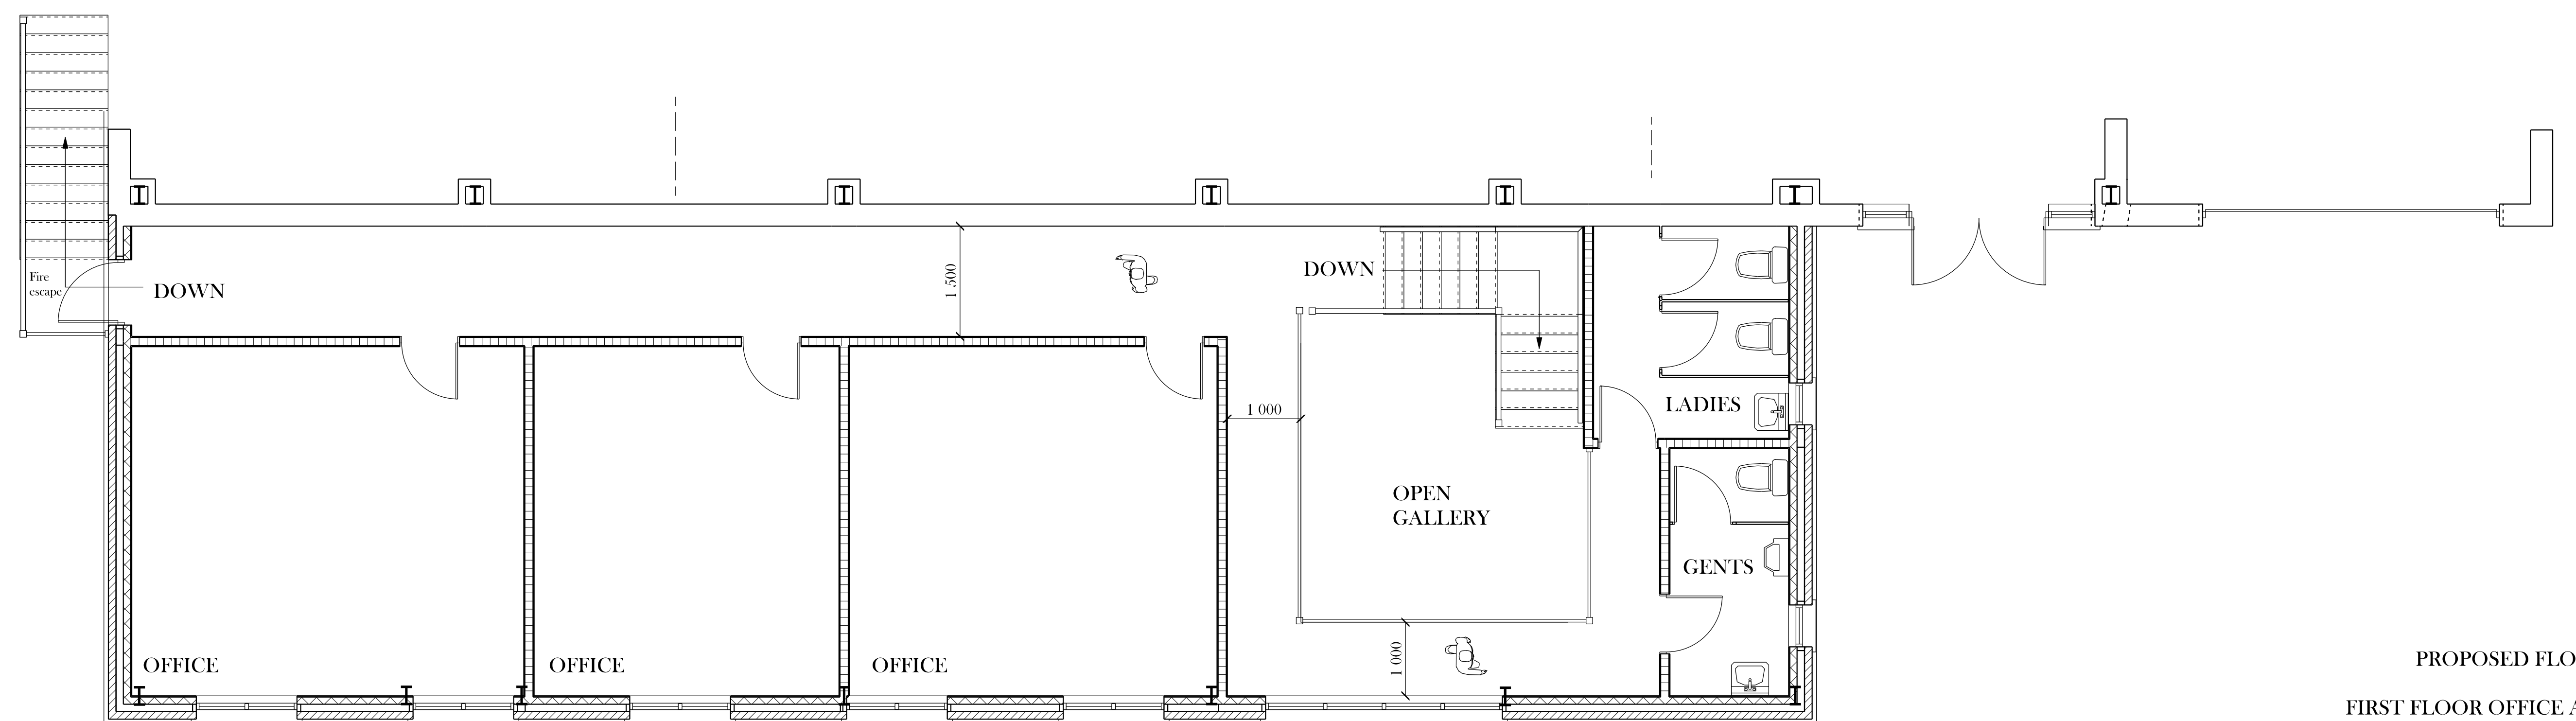 Fire
escape
DOWN
1 500
DOWN
1 000
LADIES
OPEN
GALLERY
GENTS
OFFICE
OFFICE
OFFICE
1 000
PROPOSED FLO
FIRST FLOOR OFFICE A